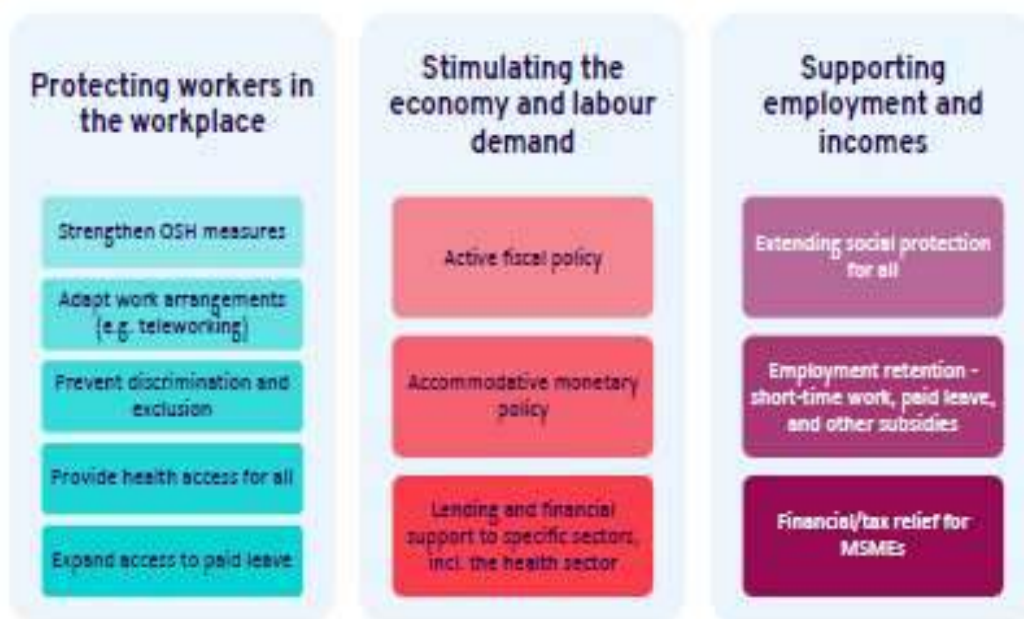 Protecting workers in
the workplace
Strengthen OSH measures
Adapt work arrangements
(e.g. teleworking)
Prevent discrimination and
exclusion
Provide health access for all
Expand access to paid leave
Stimulating the
economy and labour
demand
Active fiscal policy
Accommodative monetary
policy
Lending and financial
support to specific sectors,
incl. the health sector
Supporting
employment and
incomes
Extending social protection
for all
Employment retention -
short-time work, paid leave,
and other subsidies
Financial/tax relief for
MSMEs